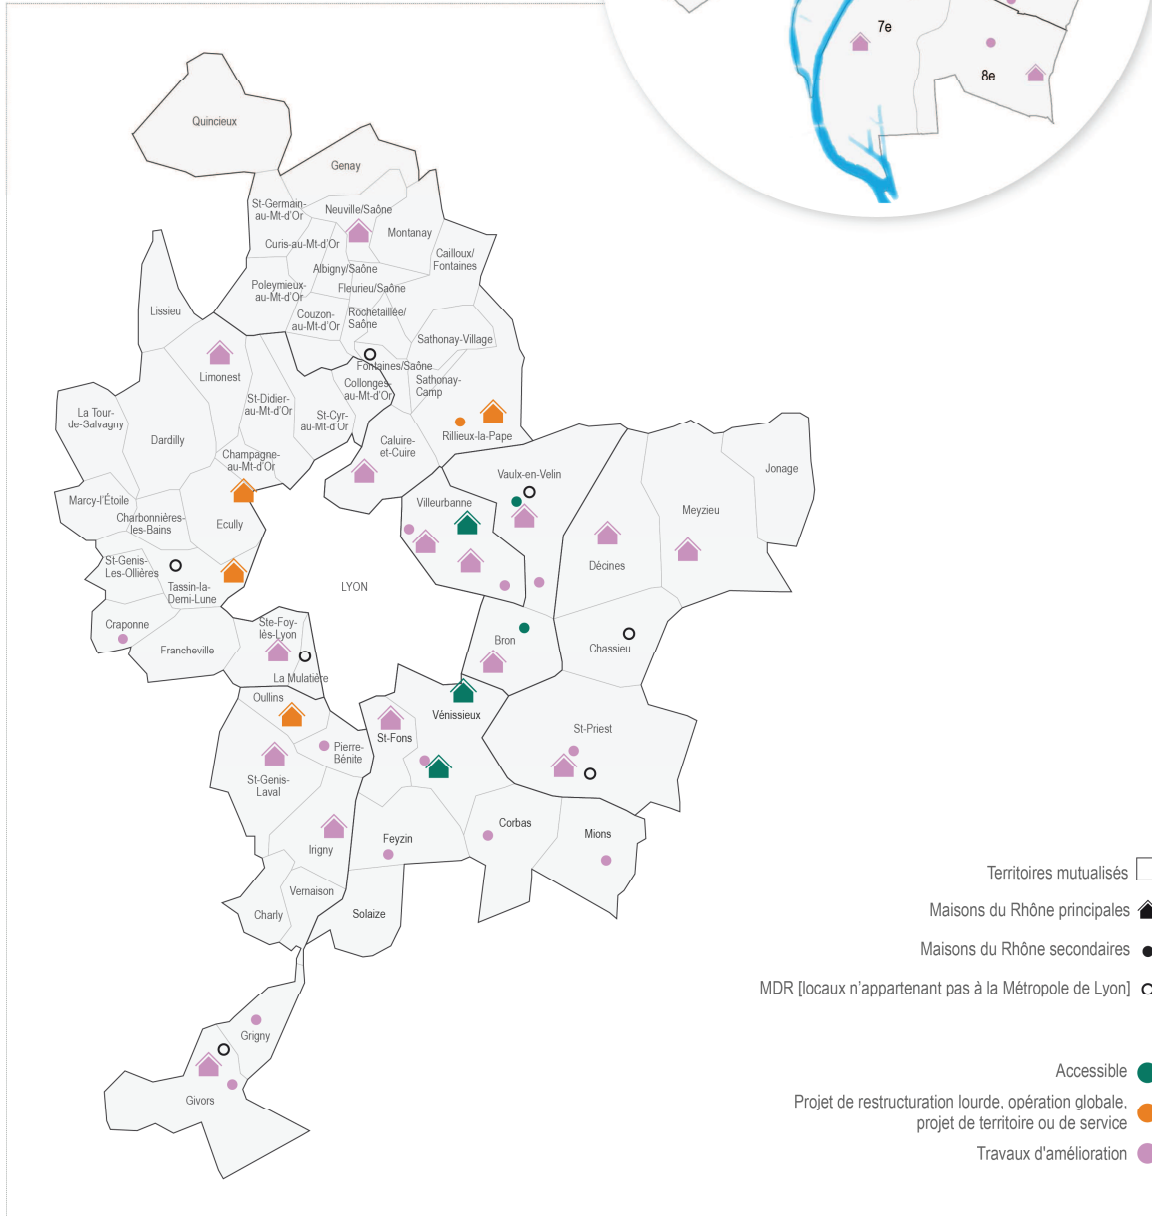 7e
8e
Quincieux
Genay
St-Germain-
au-Mt-d'Or
Neuville/Saône
Montanay
Curis-au-Mt-d'Or
Cailloux/
Fontaines
Albigny/Saône
Poleymieux-
au-Mt-d'Or
Fleurieu/Saône
Lissieu
Couzon-
au-Mt-d'Or
Rochetaillée/
Saône
Sathonay-Village
Fontaines/Saône
Limonest
Collonges-
au-Mt-d'Or
Sathonay-
Camp
St-Didier-
au-Mt-d'Or
La Tour-
de-Salvagny
St-Cyr-
au-Mt-d'Or
Dardilly
Rillieux-la-Pape
Caluire-
et-Cuire
Champagne-
au-Mt-d'Or
Vaulx-en-Velin
Jonage
Marcy-l'Étoile
Villeurbanne
Meyzieu
Charbonnières-
les-Bains
Ecully
St-Genis-
Les-Ollières
Décines
Tassin-la-
Demi-Lune
LYON
Craponne
Ste-Foy-
lès-Lyon
Bron
Francheville
Chassieu
La Mulatière
Oullins
Vénissieux
St-Fons
St-Priest
Pierre-
Bénite
St-Genis-
Laval
Corbas
Mions
Feyzin
Irigny
Vernaison
Charly
Solaize
Grigny
Givors
Territoires mutualisés
Maisons du Rhône principales
Maisons du Rhône secondaires
MDR [locaux n'appartenant pas à la Métropole de Lyon]
Accessible
Projet de restructuration lourde, opération globale,
projet de territoire ou de service
Travaux d'amélioration